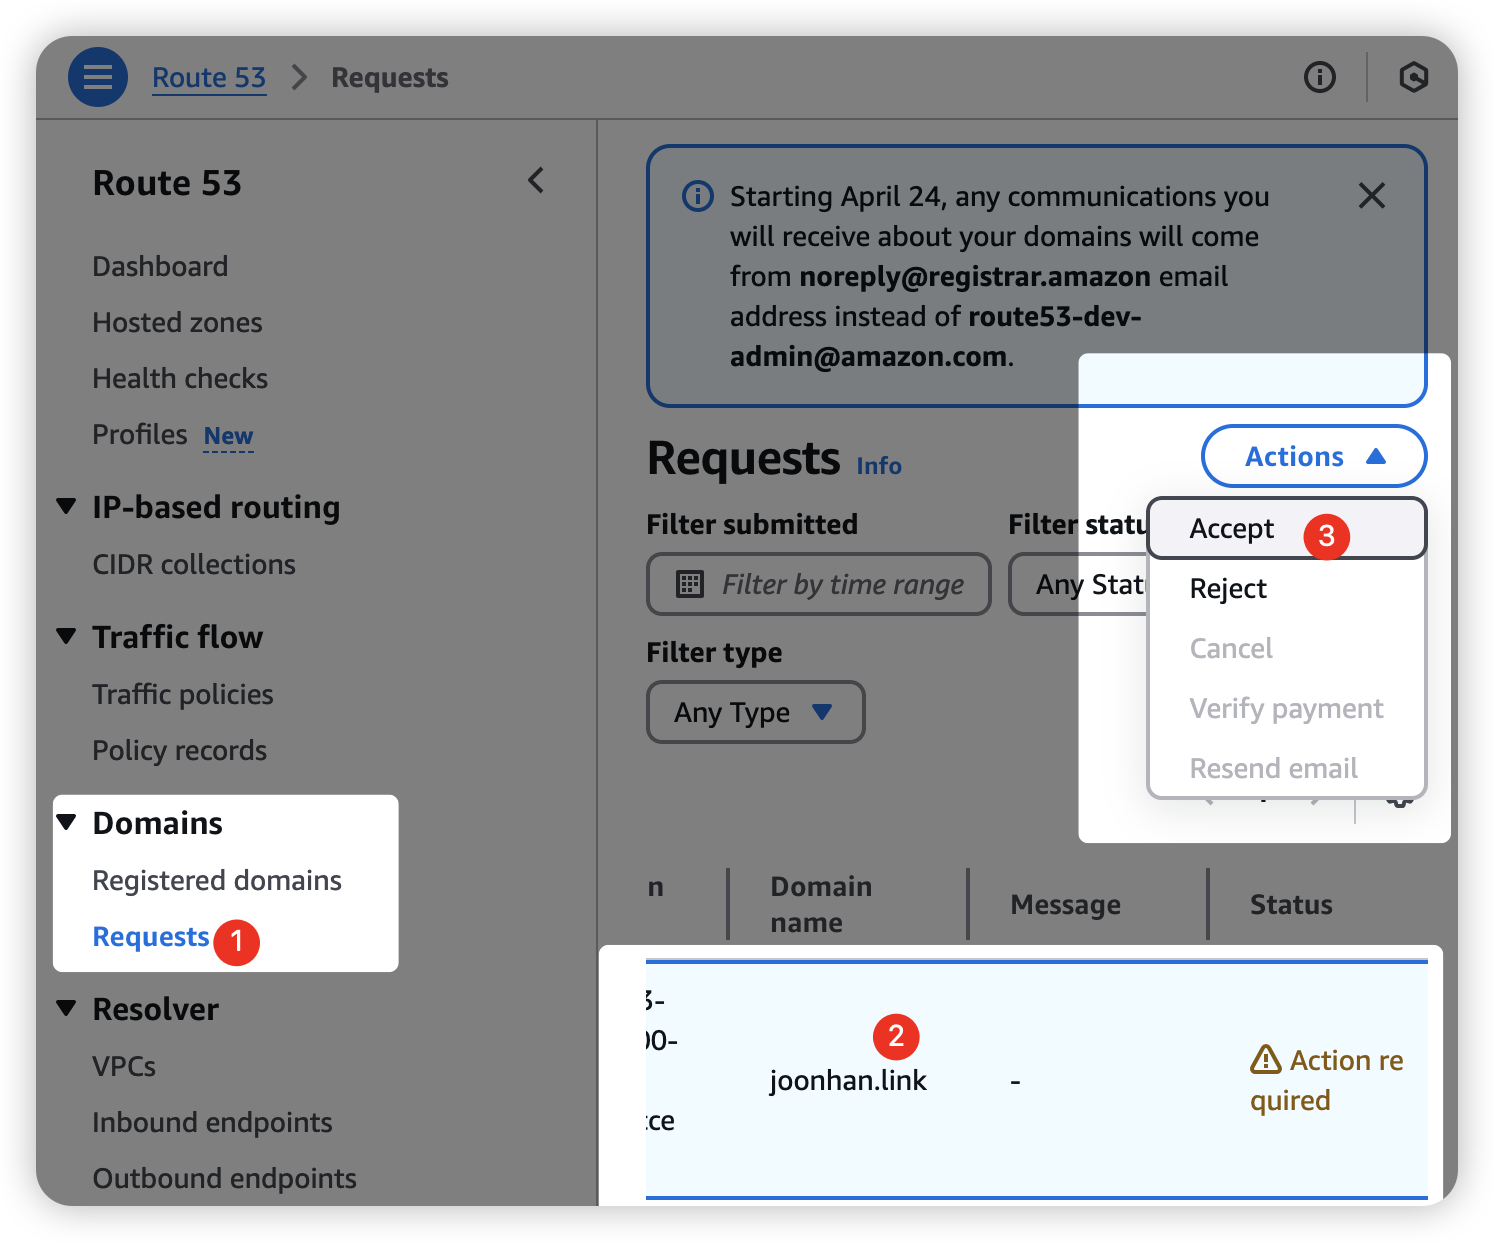 Route 53 > Requests
Route 53
Dashboard
Hosted zones
Health checks
Profiles New
IP-based routing
CIDR collections
Traffic flow
Traffic policies
Policy records
Domains
Registered domains
Requests 1
Resolver
VPCs
Inbound endpoints
Outbound endpoints
Starting April 24, any communications you
will receive about your domains will come
from noreply@registrar.amazon email
address instead of route53-dev-
admin@amazon.com.
Requests Info
Actions
Accept 3
Reject
Cancel
Verify payment
Resend email
Filter submitted
Filter by time range
Filter statu
Any Stat
Filter type
Any Type
n
Domain
name
Message
Status
3-
00-
cce
2
joonhan.link
-
Action re
quired